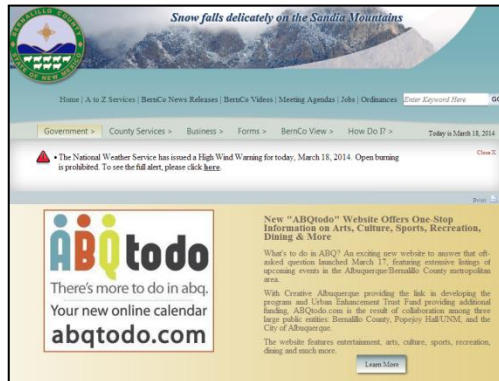 Snow falls delicately on the Sandia Mountains
BERNALILLO COUNTY
STATE OF NEW MEXICO
Home | A to Z Services | BernCo News Releases | BernCo Videos | Meeting Agendas | Jobs | Ordinances
Enter Keyword Here
GO
Government > County Services > Business > Forms > BernCo View > How Do I? > Today is March 18, 2014
Close X
• The National Weather Service has issued a High Wind Warning for today, March 18, 2014. Open burning
is prohibited. To see the full alert, please click here.
Print
ABQ todo
There's more to do in abq.
Your new online calendar
abqtodo.com
New "ABQtodo" Website Offers One-Stop
Information on Arts, Culture, Sports, Recreation,
Dining & More
What's to do in ABQ? An exciting new website to answer that oft-
asked question launched March 17, featuring extensive listings of
upcoming events in the Albuquerque/Bernalillo County metropolitan
area.
With Creative Albuquerque providing the link in developing the
program and Urban Enhancement Trust Fund providing additional
funding, ABQtodo.com is the result of collaboration among three
large public entities: Bernalillo County, Popejoy Hall/UNM, and the
City of Albuquerque.
The website features entertainment, arts, culture, sports, recreation,
dining and much more.
Learn More